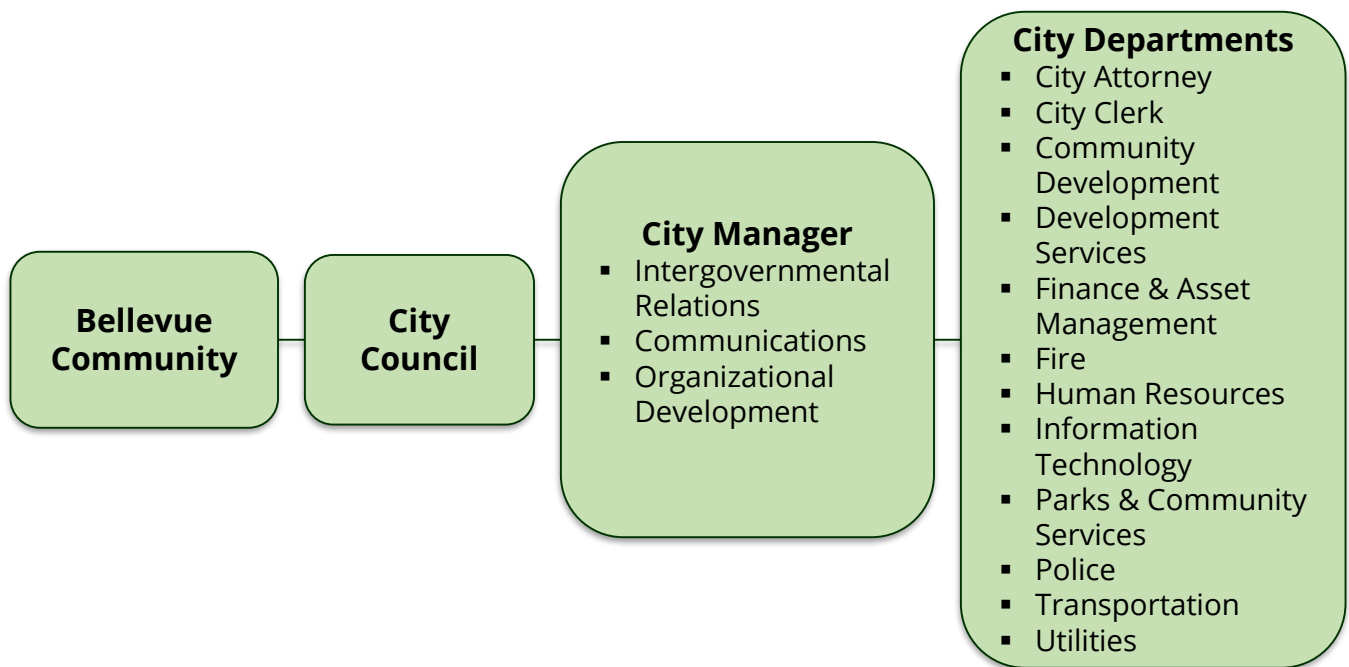 Bellevue
Community
City
Council
City Manager
▪ Intergovernmental
Relations
▪ Communications
▪ Organizational
Development
City Departments
▪ City Attorney
▪ City Clerk
▪ Community
Development
▪ Development
Services
▪ Finance & Asset
Management
▪ Fire
▪ Human Resources
▪ Information
Technology
▪ Parks & Community
Services
▪ Police
▪ Transportation
▪ Utilities